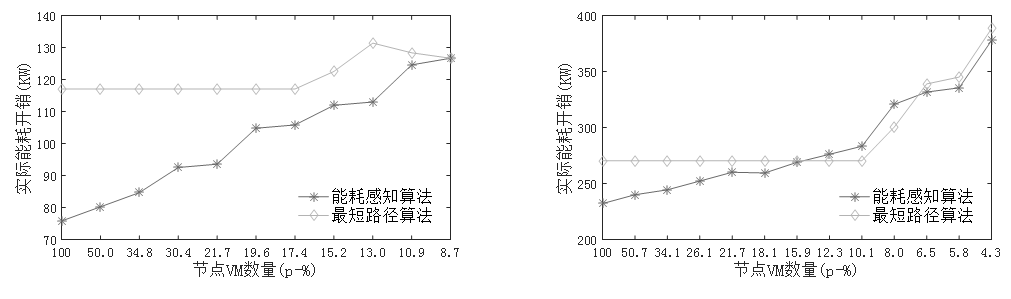 140
130
120
110
100
90
80
70
实际能耗开销(KW)
能耗感知算法
最短路径算法
100 50.0 34.8 30.4 21.7 19.6 17.4 15.2 13.0 10.9 8.7
节点VM数量(p-%)
400
350
300
250
200
实际能耗开销(KW)
能耗感知算法
最短路径算法
100 50.7 34.1 26.1 21.7 18.1 15.9 12.3 10.1 8.0 6.5 5.8 4.3
节点VM数量(p-%)